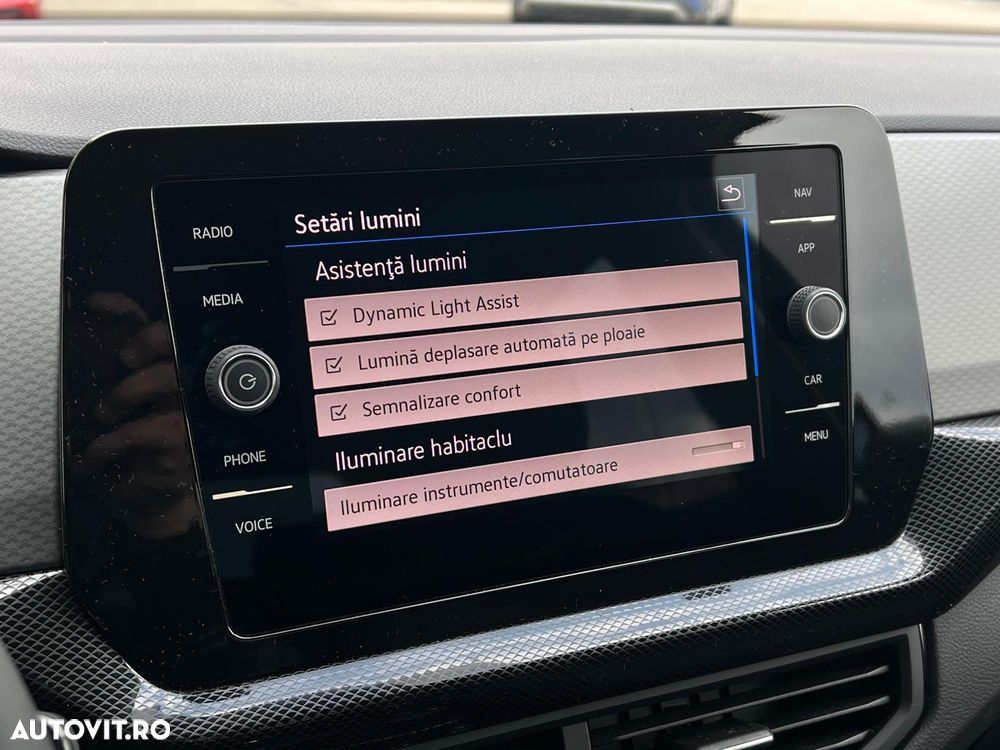 RADIO
MEDIA
PHONE
VOICE
Setări lumini
Asistenţă lumini
Dynamic Light Assist
Lumină deplasare automată pe ploaie
Semnalizare confort
Iluminare habitaclu
Iluminare instrumente/comutatoare
NAV
APP
CAR
MENU
AUTOVIT.RO